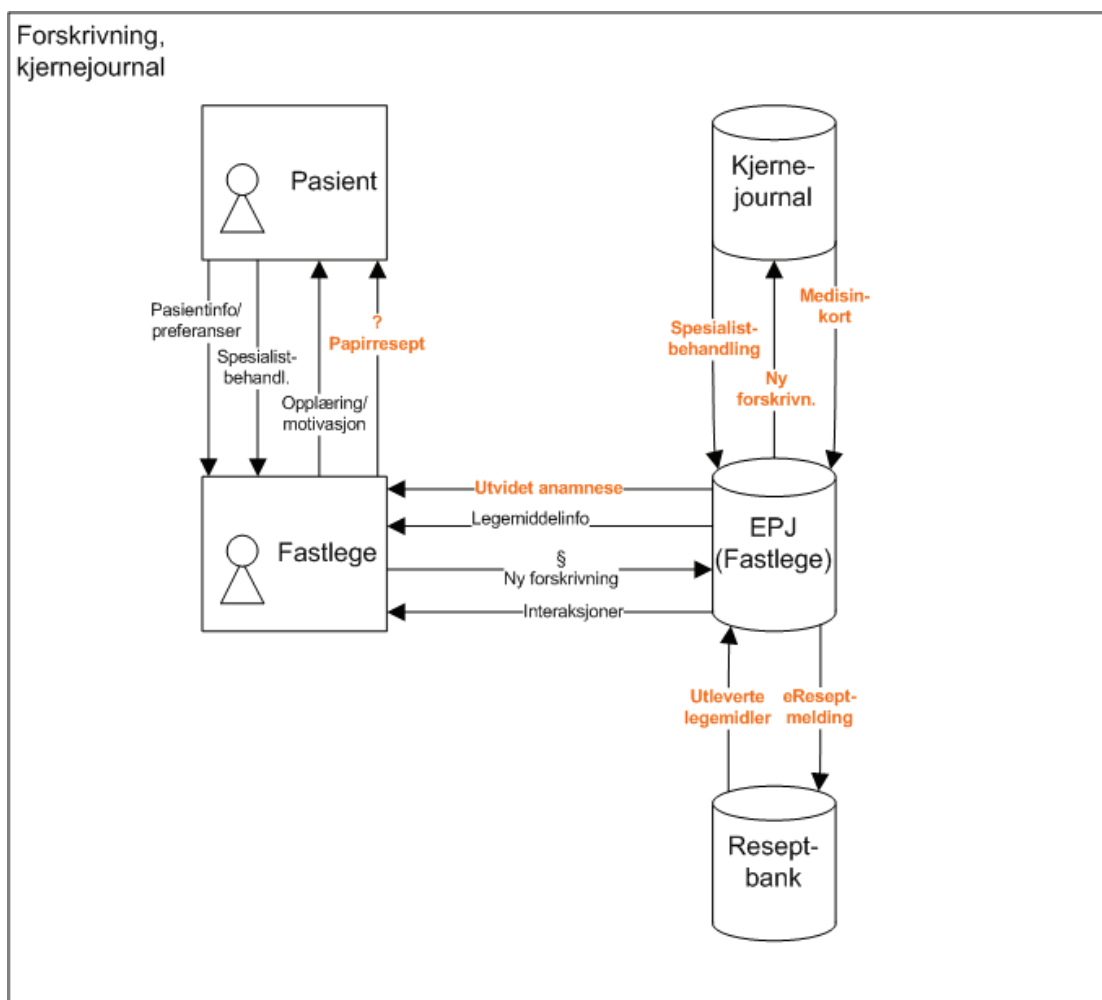 Forskrivning,
kjernejournal
Pasient
Kjerne-
journal
Pasientinfo/
preferanser
Spesialist-
behandl.
Opplæring/
motivasjon
?
Papirresept
Spesialist-
behandling
Ny
forskrivn.
Medisin-
kort
Fastlege
Utvidet anamnese
Legemiddelinfo
§
Ny forskrivning
Interaksjoner
EPJ
(Fastlege)
Utleverte
legemidler
eResept-
melding
Resept-
bank